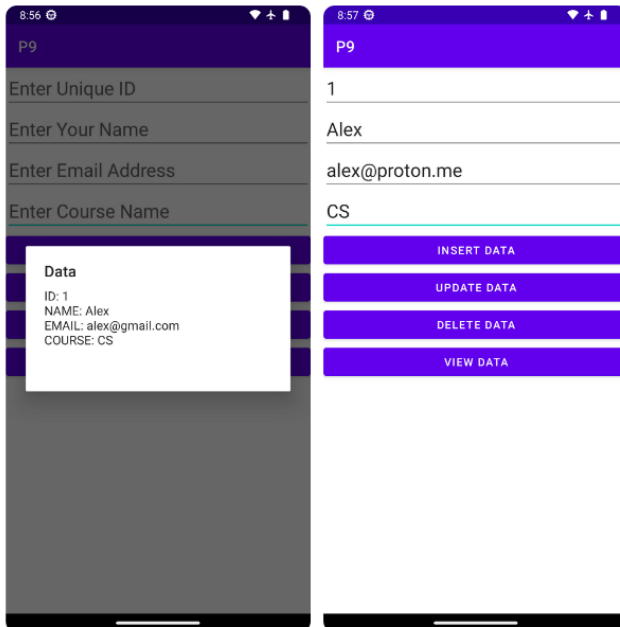 8:56
P9
Enter Unique ID
Enter Your Name
Enter Email Address
Enter Course Name
Data
ID: 1
NAME: Alex
EMAIL: alex@gmail.com
COURSE: CS
8:57
P9
1
Alex
alex@proton.me
CS
INSERT DATA
UPDATE DATA
DELETE DATA
VIEW DATA